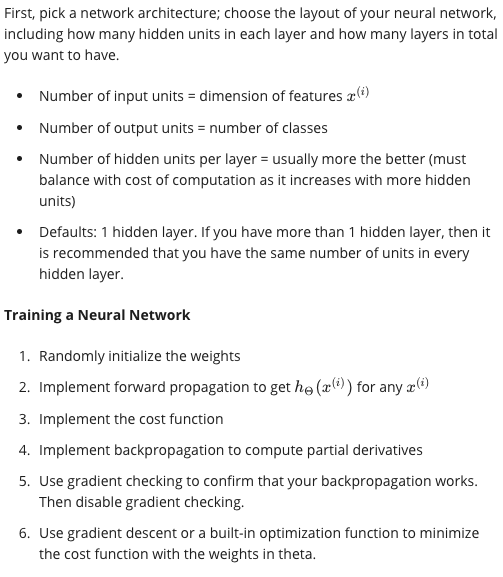 First, pick a network architecture; choose the layout of your neural network,
including how many hidden units in each layer and how many layers in total
you want to have.
• Number of input units = dimension of features x^{(i)}
• Number of output units = number of classes
• Number of hidden units per layer = usually more the better (must
balance with cost of computation as it increases with more hidden
units)
• Defaults: 1 hidden layer. If you have more than 1 hidden layer, then it
is recommended that you have the same number of units in every
hidden layer.
Training a Neural Network
1. Randomly initialize the weights
2. Implement forward propagation to get h_Θ(x^{(i)}) for any x^{(i)}
3. Implement the cost function
4. Implement backpropagation to compute partial derivatives
5. Use gradient checking to confirm that your backpropagation works.
Then disable gradient checking.
6. Use gradient descent or a built-in optimization function to minimize
the cost function with the weights in theta.